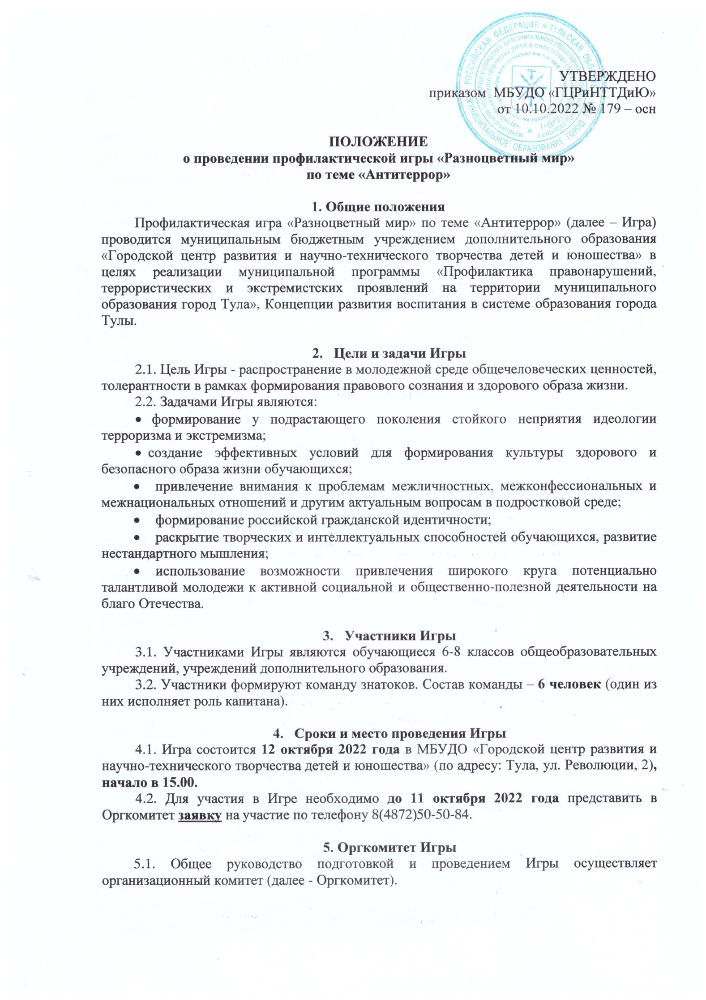 РОССИЙСКАЯ ФЕДЕРАЦИЯ * ТУЛЬСКАЯ ОБЛАСТЬ
МУНИЦИПАЛЬНОЕ ОБРАЗОВАНИЕ ГОРОД ТУЛА
УТВЕРЖДЕНО
приказом МБУДО «ГЦРиНТТДиЮ»
от 10.10.2022 № 179 – осн
ПОЛОЖЕНИЕ
о проведении профилактической игры «Разноцветный мир»
по теме «Антитеррор»
1. Общие положения
Профилактическая игра «Разноцветный мир» по теме «Антитеррор» (далее – Игра)
проводится муниципальным бюджетным учреждением дополнительного образования
«Городской центр развития и научно-технического творчества детей и юношества» в
целях реализации муниципальной программы «Профилактика правонарушений,
террористических и экстремистских проявлений на территории муниципального
образования город Тула», Концепции развития воспитания в системе образования города
Тулы.
2. Цели и задачи Игры
2.1. Цель Игры - распространение в молодежной среде общечеловеческих ценностей,
толерантности в рамках формирования правового сознания и здорового образа жизни.
2.2. Задачами Игры являются:
• формирование у подрастающего поколения стойкого неприятия идеологии
терроризма и экстремизма;
• создание эффективных условий для формирования культуры здорового и
безопасного образа жизни обучающихся;
• привлечение внимания к проблемам межличностных, межконфессиональных и
межнациональных отношений и другим актуальным вопросам в подростковой среде;
• формирование российской гражданской идентичности;
• раскрытие творческих и интеллектуальных способностей обучающихся, развитие
нестандартного мышления;
• использование возможности привлечения широкого круга потенциально
талантливой молодежи к активной социальной и общественно-полезной деятельности на
благо Отечества.
3. Участники Игры
3.1. Участниками Игры являются обучающиеся 6-8 классов общеобразовательных
учреждений, учреждений дополнительного образования.
3.2. Участники формируют команду знатоков. Состав команды – 6 человек (один из
них исполняет роль капитана).
4. Сроки и место проведения Игры
4.1. Игра состоится 12 октября 2022 года в МБУДО «Городской центр развития и
научно-технического творчества детей и юношества» (по адресу: Тула, ул. Революции, 2),
начало в 15.00.
4.2. Для участия в Игре необходимо до 11 октября 2022 года представить в
Оргкомитет заявку на участие по телефону 8(4872)50-50-84.
5. Оргкомитет Игры
5.1. Общее руководство подготовкой и проведением Игры осуществляет
организационный комитет (далее - Оргкомитет).